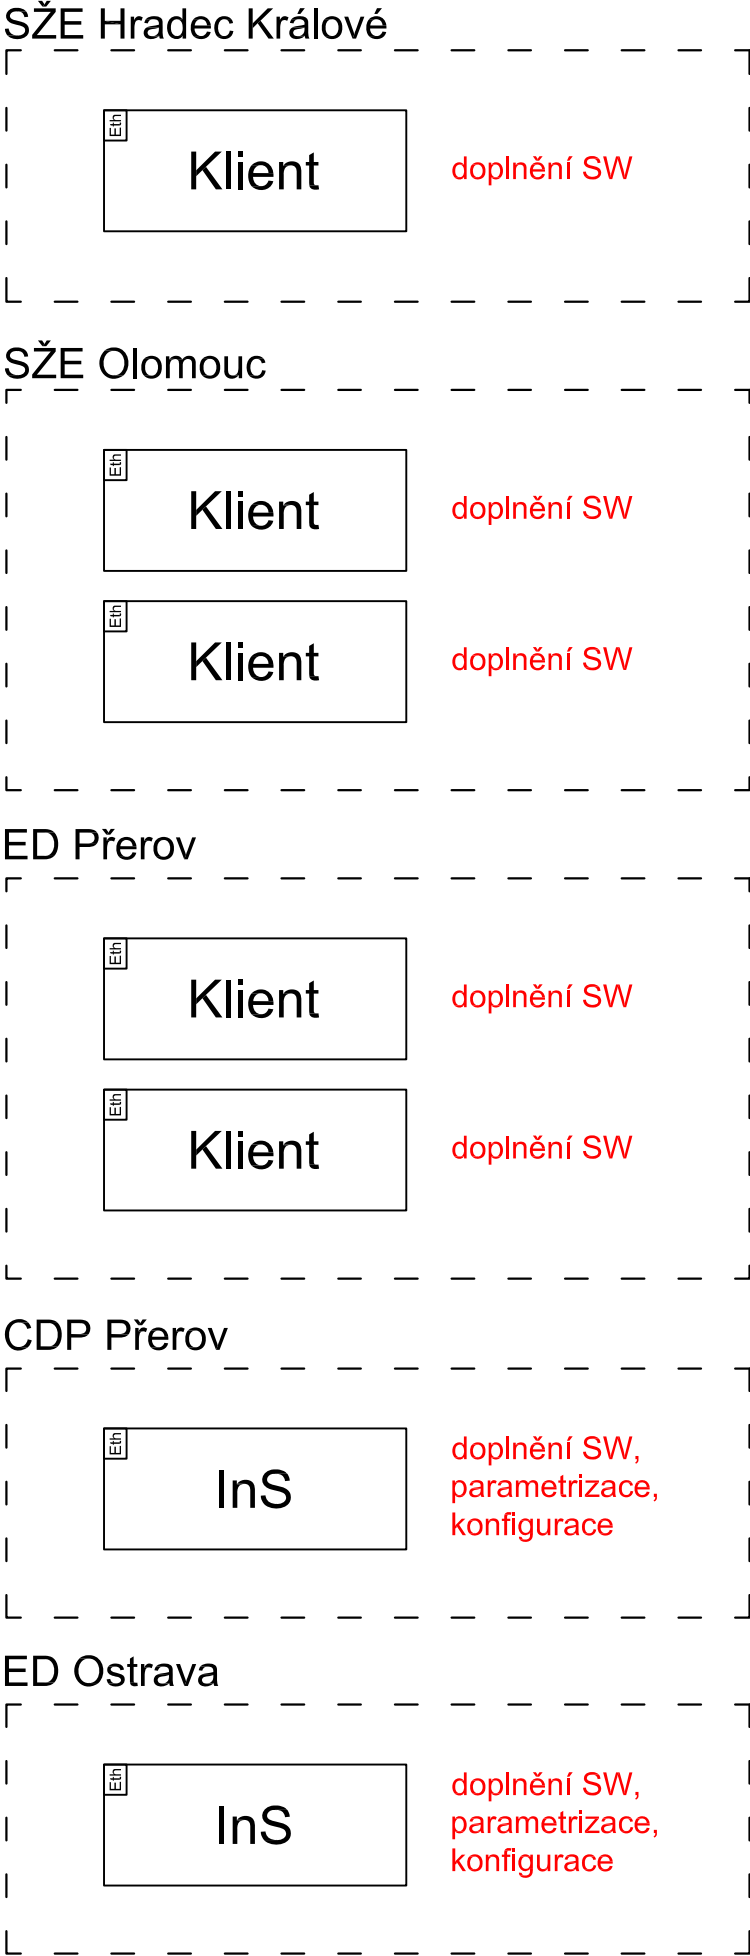 SŽE Hradec Králové
Eth
Klient
doplnění SW
SŽE Olomouc
Eth
Klient
doplnění SW
Eth
Klient
doplnění SW
ED Přerov
Eth
Klient
doplnění SW
Eth
Klient
doplnění SW
CDP Přerov
Eth
InS
doplnění SW,
parametrizace,
konfigurace
ED Ostrava
Eth
InS
doplnění SW,
parametrizace,
konfigurace